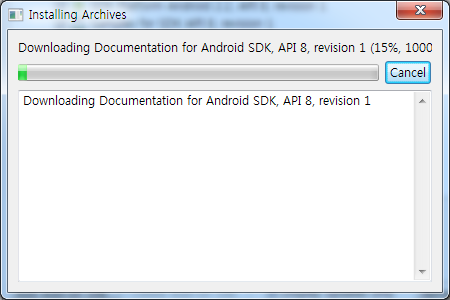 Installing Archives
Downloading Documentation for Android SDK, API 8, revision 1 (15%, 1000
Cancel
Downloading Documentation for Android SDK, API 8, revision 1